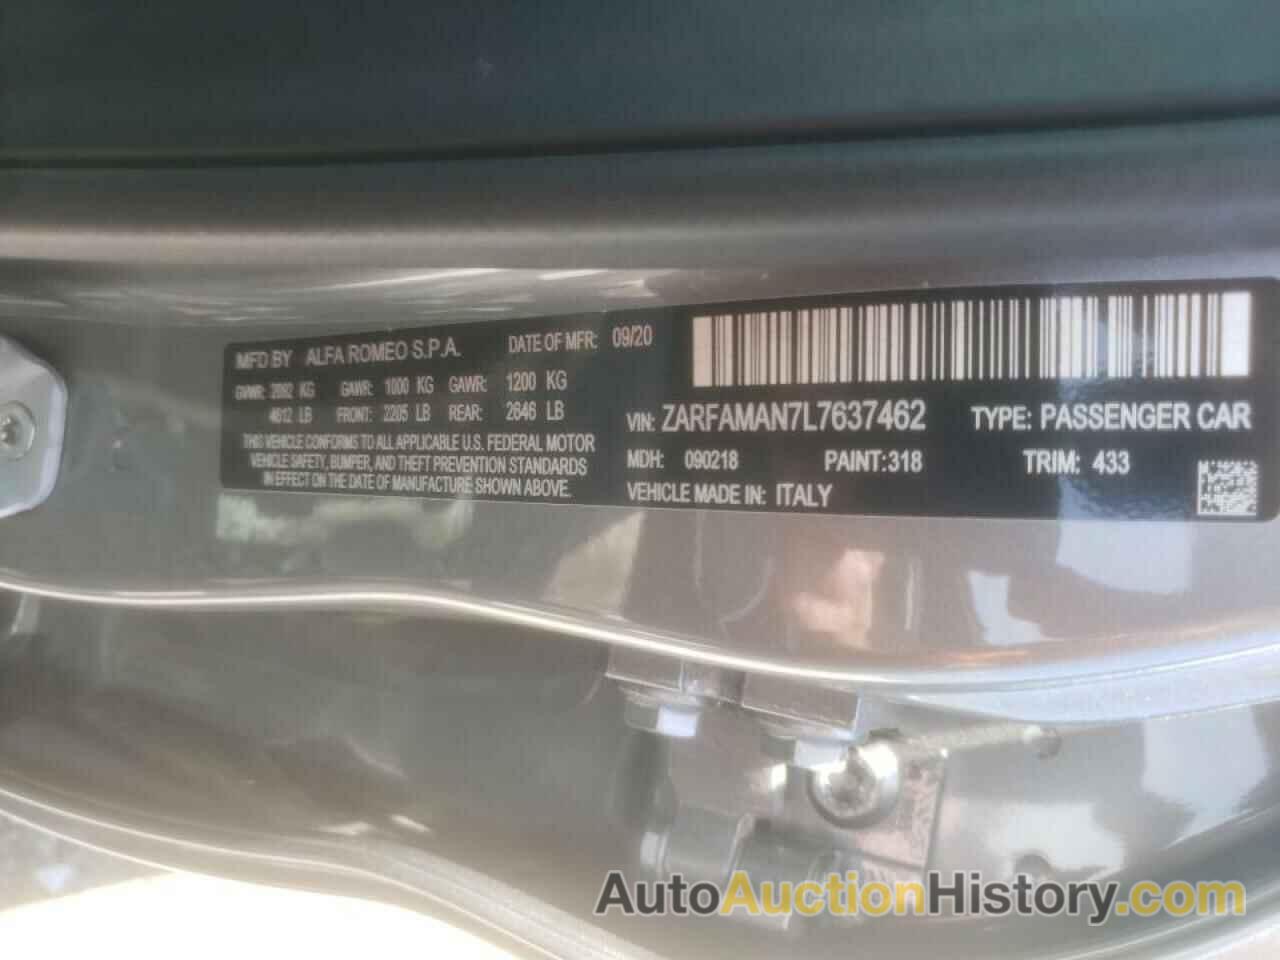 MFD BY ALFA ROMEO S.P.A. DATE OF MFR: 09/20
GVWR: 2092 KG GAWR: 1000 KG GAWR: 1200 KG
4612 LB FRONT: 2205 LB REAR: 2646 LB
THIS VEHICLE CONFORMS TO ALL APPLICABLE U.S. FEDERAL MOTOR
VEHICLE SAFETY, BUMPER, AND THEFT PREVENTION STANDARDS
IN EFFECT ON THE DATE OF MANUFACTURE SHOWN ABOVE.
VIN: ZARFAMAN7L7637462 TYPE: PASSENGER CAR
MDH: 090218 PAINT:318 TRIM: 433
VEHICLE MADE IN: ITALY
AutoAuctionHistory.com